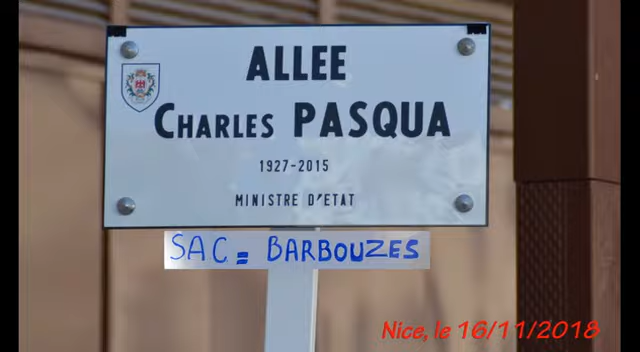 ALLEE
CHARLES PASQUA
1927-2015
MINISTRE D'ETAT
SAC = BARBOUZES
Nice, le 16/11/2018